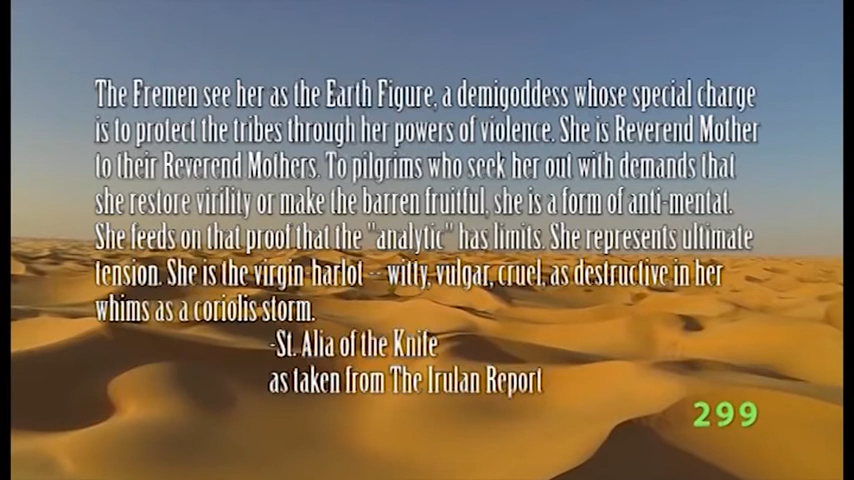 The Fremen see her as the Earth Figure, a demigoddess whose special charge
is to protect the tribes through her powers of violence. She is Reverend Mother
to their Reverend Mothers. To pilgrims who seek her out with demands that
she restore virility or make the barren fruitful, she is a form of anti-mentat.
She feeds on that proof that the "analytic" has limits. She represents ultimate
tension. She is the virgin-harlot -- witty, vulgar, cruel, as destructive in her
whims as a coriolis storm.
-St. Alia of the Knife
as taken from The Irulan Report
299